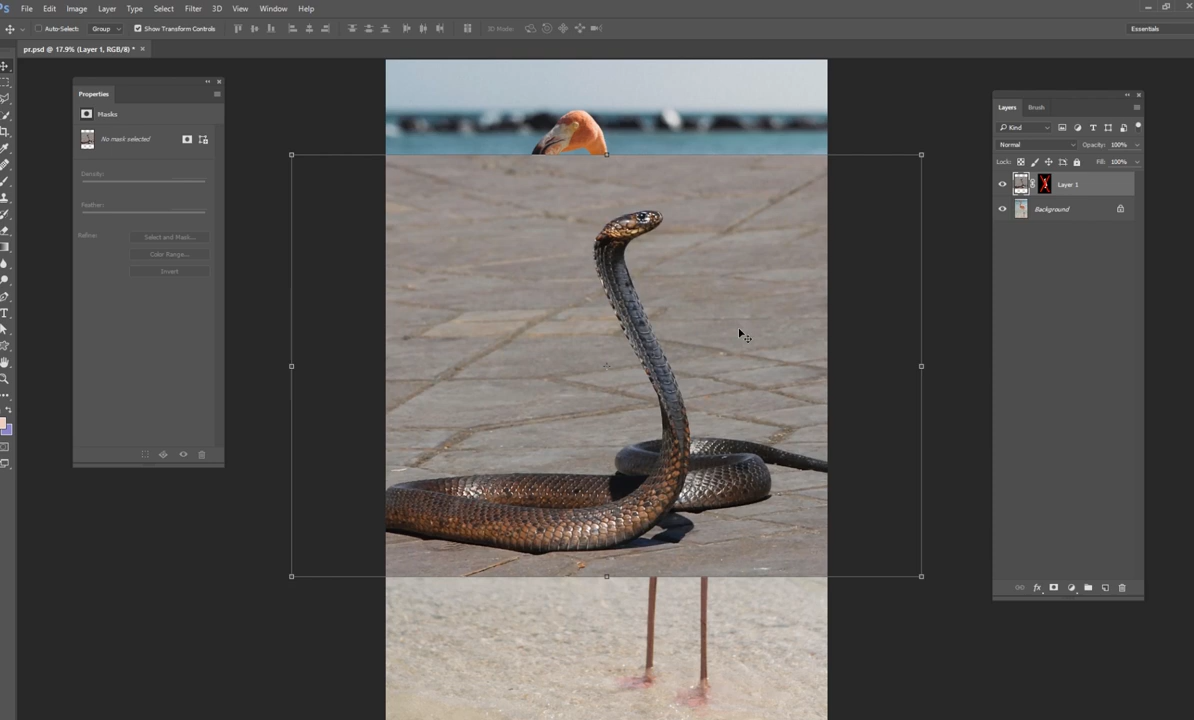 Ps File Edit Image Layer Type Select Filter 3D View Window Help
Auto-Select: Group Show Transform Controls 3D Mode: Essentials
pr.psd @ 17.9% (Layer 1, RGB/8) * ×
Properties
Masks
No mask selected
Density:
Feather:
Refine: Select and Mask...
Color Range...
Invert
Layers Brush
Kind
Normal Opacity: 100%
Lock: Fill: 100%
Layer 1
Background
fx